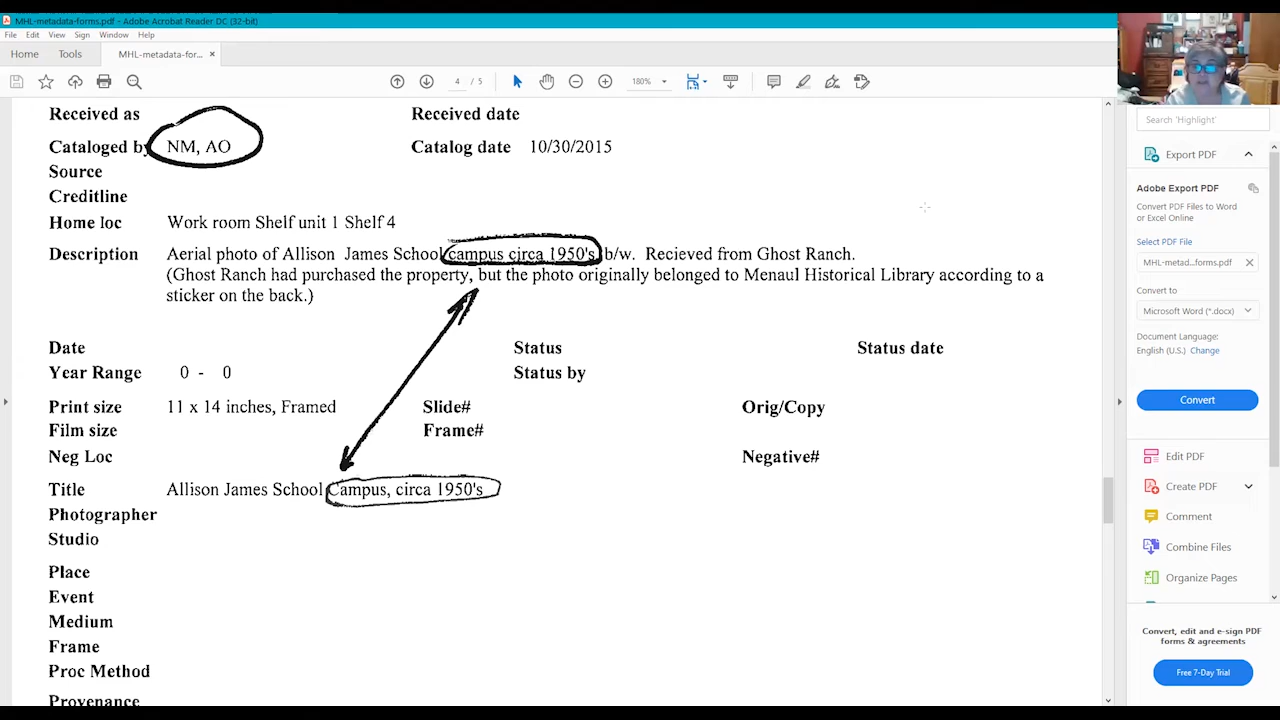 MHL-metadata-forms.pdf - Adobe Acrobat Reader DC (32-bit)
File Edit View Sign Window Help
Home Tools MHL-metadata-for... ×
4 / 5 180%
Search 'Highlight'
Received as Received date
Cataloged by NM, AO Catalog date 10/30/2015
Source
Creditline
Home loc Work room Shelf unit 1 Shelf 4
Description Aerial photo of Allison James School campus circa 1950's b/w. Recieved from Ghost Ranch.
(Ghost Ranch had purchased the property, but the photo originally belonged to Menaul Historical Library according to a
sticker on the back.)
Date Status Status date
Year Range 0 - 0 Status by
Print size 11 x 14 inches, Framed Slide# Orig/Copy
Film size Frame#
Neg Loc Negative#
Title Allison James School Campus, circa 1950's
Photographer
Studio
Place
Event
Medium
Frame
Proc Method
Provenance
Export PDF
Adobe Export PDF
Convert PDF Files to Word
or Excel Online
Select PDF File
MHL-metad...forms.pdf ×
Convert to
Microsoft Word (*.docx)
Document Language:
English (U.S.) Change
Convert
Edit PDF
Create PDF
Comment
Combine Files
Organize Pages
Convert, edit and e-sign PDF
forms & agreements
Free 7-Day Trial